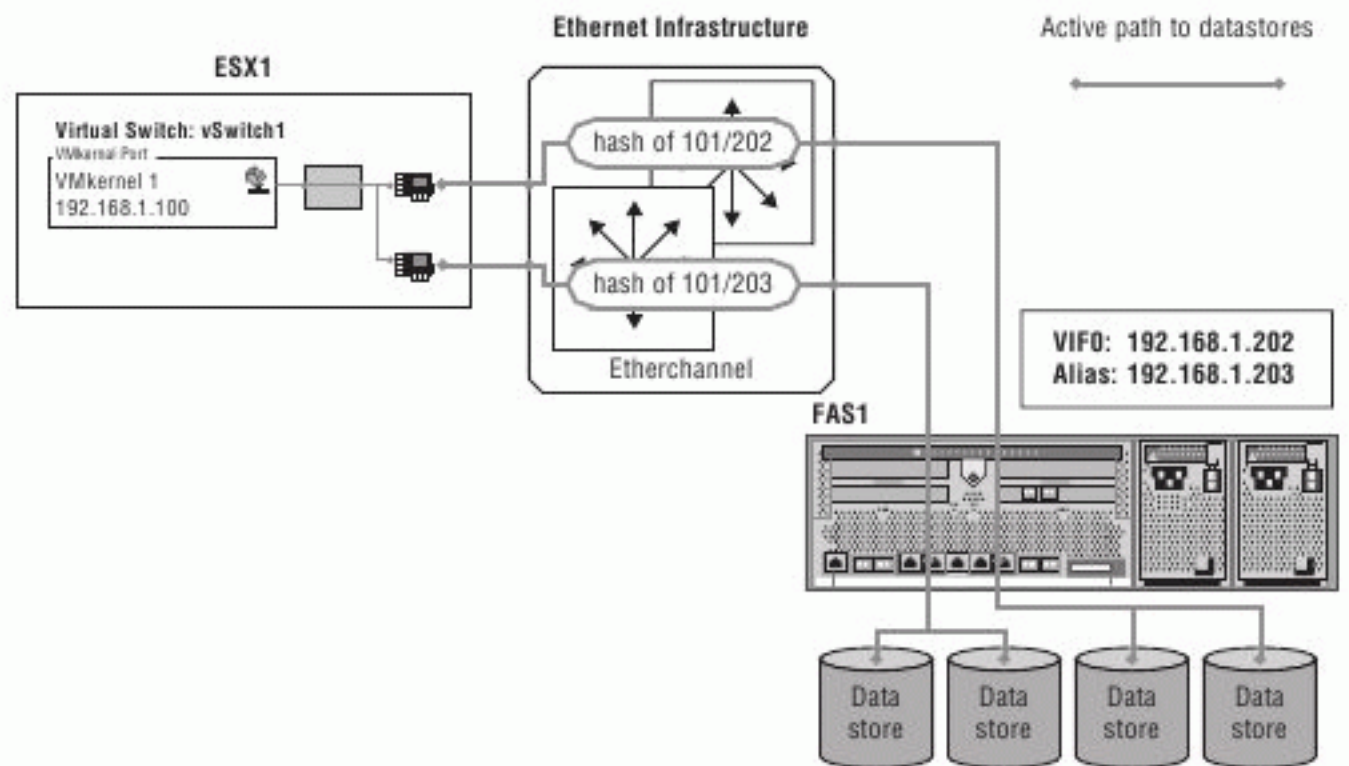 Ethernet Infrastructure
Active path to datastores
ESX1
Virtual Switch: vSwitch1
VMkernal Port
VMkernel 1
192.168.1.100
hash of 101/202
hash of 101/203
Etherchannel
VIF0: 192.168.1.202
Alias: 192.168.1.203
FAS1
Data
store
Data
store
Data
store
Data
store